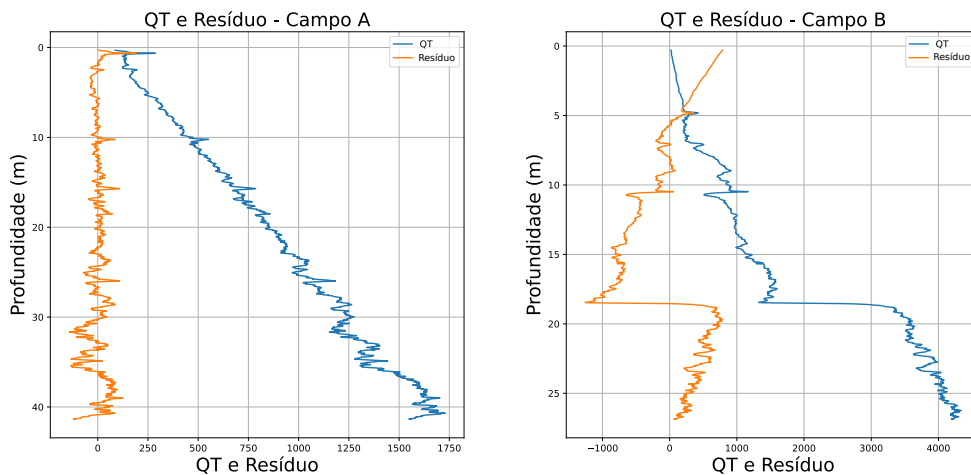 QT e Resíduo - Campo A
QT
Resíduo
0
10
20
30
40
Profundidade (m)
0
250
500
750
1000
1250
1500
1750
QT e Resíduo
QT e Resíduo - Campo B
QT
Resíduo
0
5
10
15
20
25
Profundidade (m)
−1000
0
1000
2000
3000
4000
QT e Resíduo